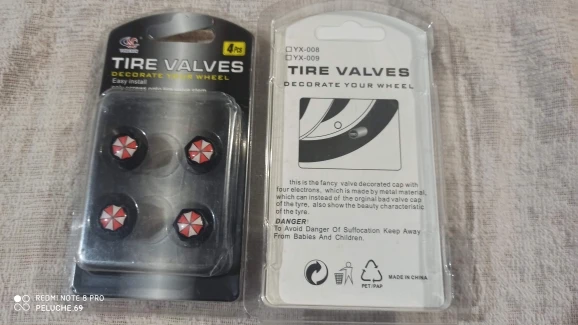 4 Pcs
TIRE VALVES
DECORATE YOUR WHEEL
Easy install
YX-008
YX-009
TIRE VALVES
DECORATE YOUR WHEEL
this is the fancy valve decorated cap with
four electrons, which is made by metal material,
which can instead of the orginal bad valve cap
of the tyre, also show the beauty characteristic
of the tyre.
DANGER:
To Avoid Danger Of Suffocation Keep Away
From Babies And Children.
PET/PAP
MADE IN CHINA
REDMI NOTE 8 PRO
PELUCHE 69